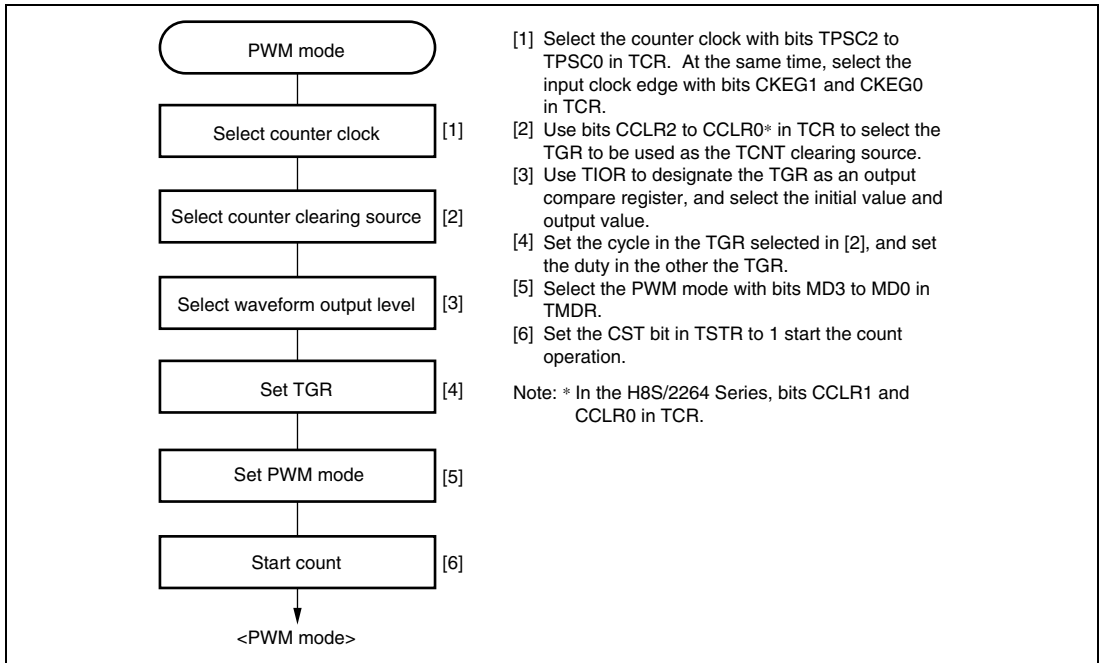 PWM mode
Select counter clock
[1]
Select counter clearing source
[2]
Select waveform output level
[3]
Set TGR
[4]
Set PWM mode
[5]
Start count
[6]
<PWM mode>
[1] Select the counter clock with bits TPSC2 to
TPSC0 in TCR. At the same time, select the
input clock edge with bits CKEG1 and CKEG0
in TCR.
[2] Use bits CCLR2 to CCLR0* in TCR to select the
TGR to be used as the TCNT clearing source.
[3] Use TIOR to designate the TGR as an output
compare register, and select the initial value and
output value.
[4] Set the cycle in the TGR selected in [2], and set
the duty in the other the TGR.
[5] Select the PWM mode with bits MD3 to MD0 in
TMDR.
[6] Set the CST bit in TSTR to 1 start the count
operation.
Note: * In the H8S/2264 Series, bits CCLR1 and
CCLR0 in TCR.